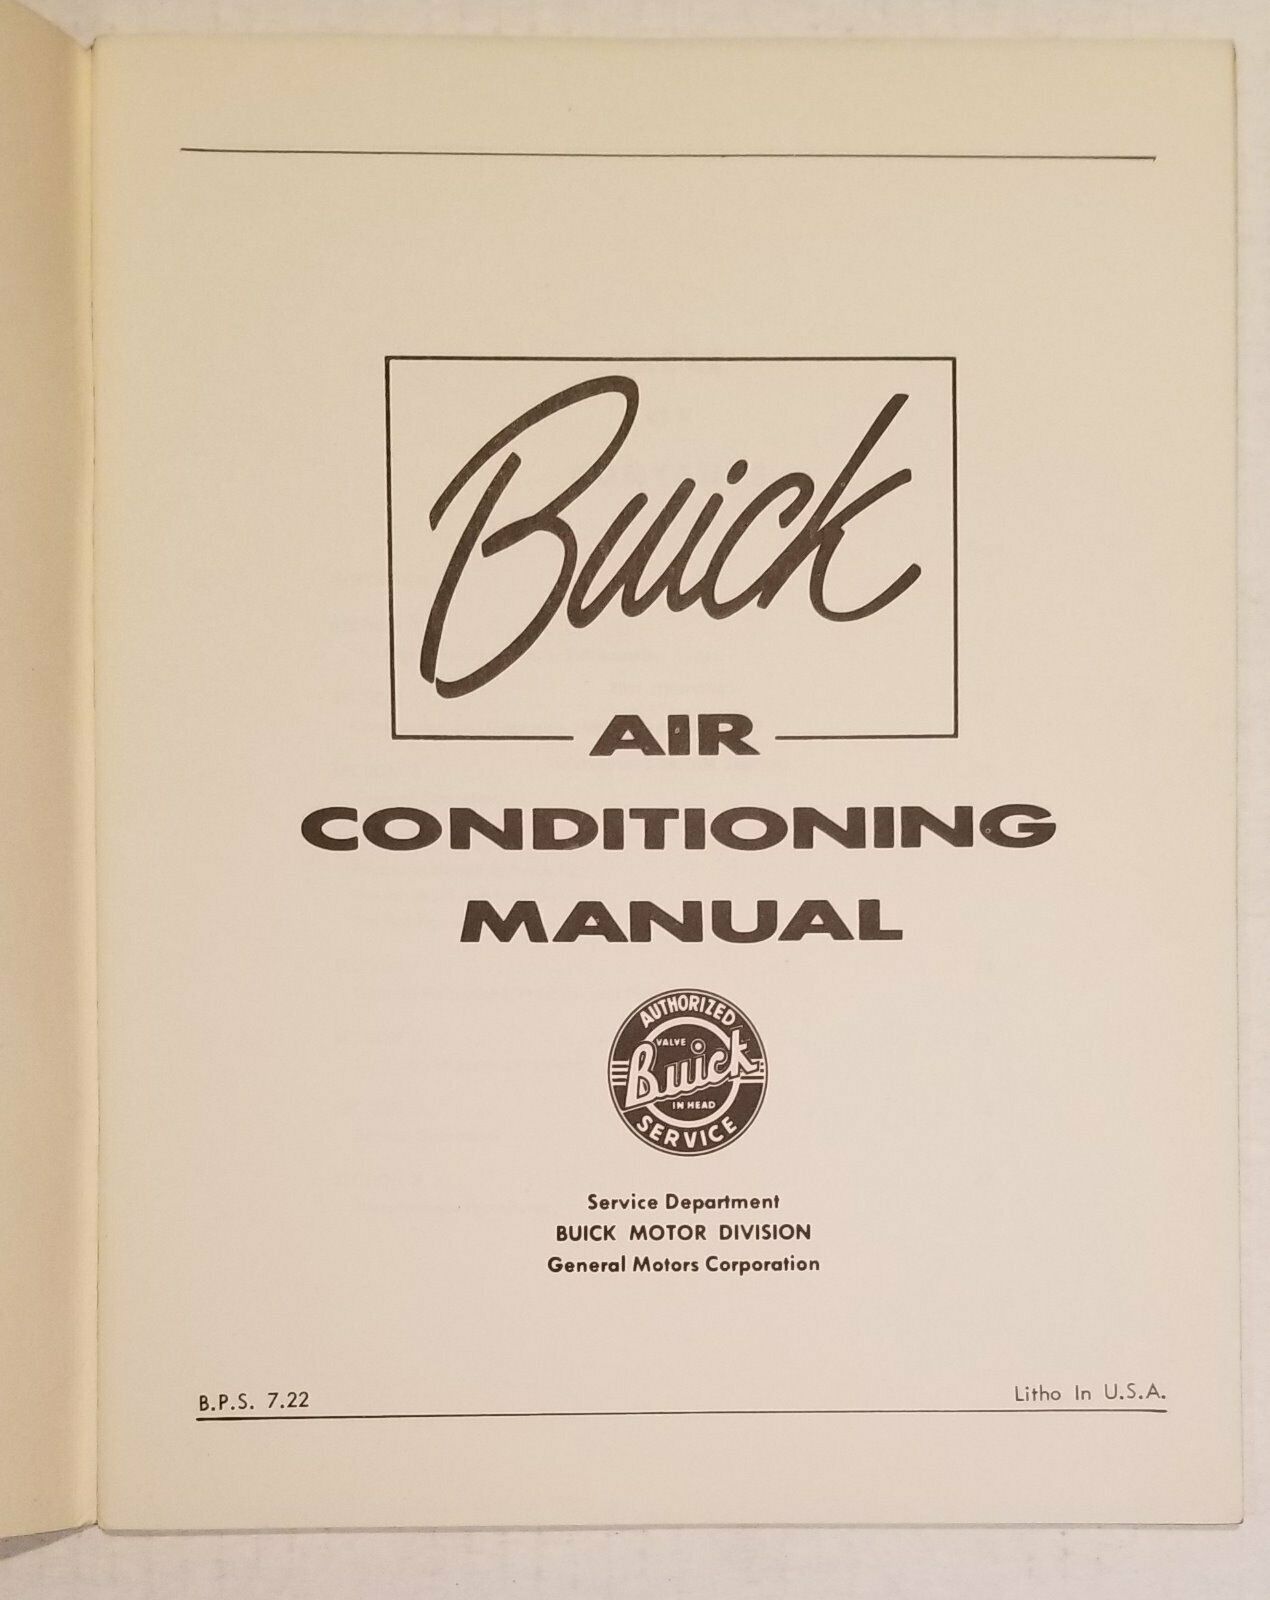 Buick
AIR
CONDITIONING
MANUAL
AUTHORIZED
VALVE
Buick
IN HEAD
SERVICE
Service Department
BUICK MOTOR DIVISION
General Motors Corporation
B.P.S. 7.22
Litho In U.S.A.